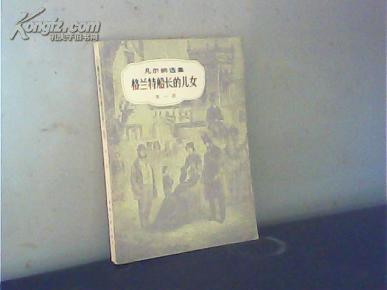 Kongfz.com
孔夫子旧书网
凡尔纳选集
格兰特船长的儿女
第一部